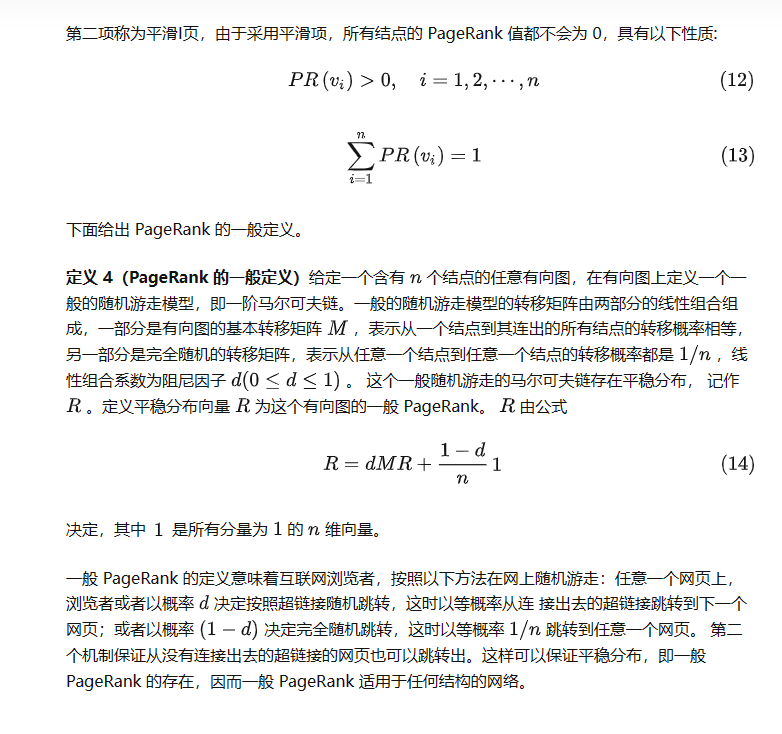 第二项称为平滑I页，由于采用平滑项，所有结点的 PageRank 值都不会为 0，具有以下性质:
PR(v_i) > 0, i = 1, 2, ⋯, n (12)
∑_{i=1}^{n} PR(v_i) = 1 (13)
下面给出 PageRank 的一般定义。
定义 4（PageRank 的一般定义）给定一个含有 n 个结点的任意有向图，在有向图上定义一个一
般的随机游走模型，即一阶马尔可夫链。一般的随机游走模型的转移矩阵由两部分的线性组合组
成，一部分是有向图的基本转移矩阵 M ，表示从一个结点到其连出的所有结点的转移概率相等，
另一部分是完全随机的转移矩阵，表示从任意一个结点到任意一个结点的转移概率都是 1/n ，线
性组合系数为阻尼因子 d(0 ≤ d ≤ 1) 。 这个一般随机游走的马尔可夫链存在平稳分布， 记作
R 。定义平稳分布向量 R 为这个有向图的一般 PageRank。 R 由公式
R = dMR + \frac{1 − d}{n} 1 (14)
决定，其中 1 是所有分量为 1 的 n 维向量。
一般 PageRank 的定义意味着互联网浏览者，按照以下方法在网上随机游走：任意一个网页上，
浏览者或者以概率 d 决定按照超链接随机跳转，这时以等概率从连 接出去的超链接跳转到下一个
网页；或者以概率 (1 − d) 决定完全随机跳转，这时以等概率 1/n 跳转到任意一个网页。 第二
个机制保证从没有连接出去的超链接的网页也可以跳转出。这样可以保证平稳分布，即一般
PageRank 的存在，因而一般 PageRank 适用于任何结构的网络。